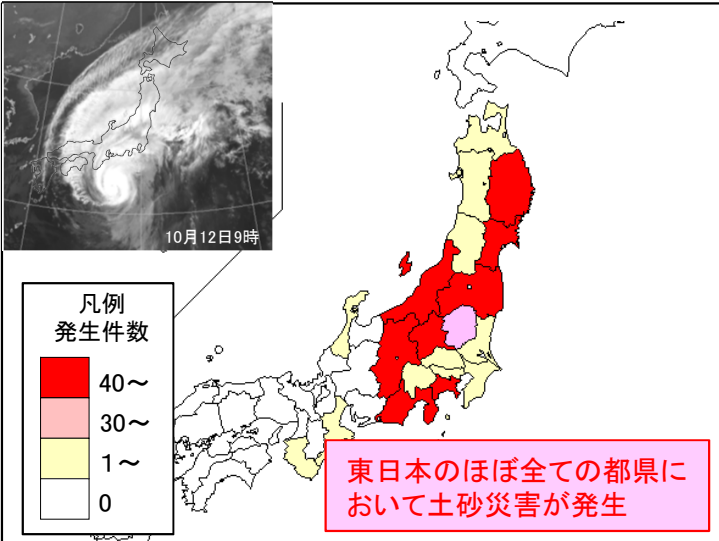 10月12日9時
凡例
発生件数
40～
30～
1～
0
東日本のほぼ全ての都県に
おいて土砂災害が発生